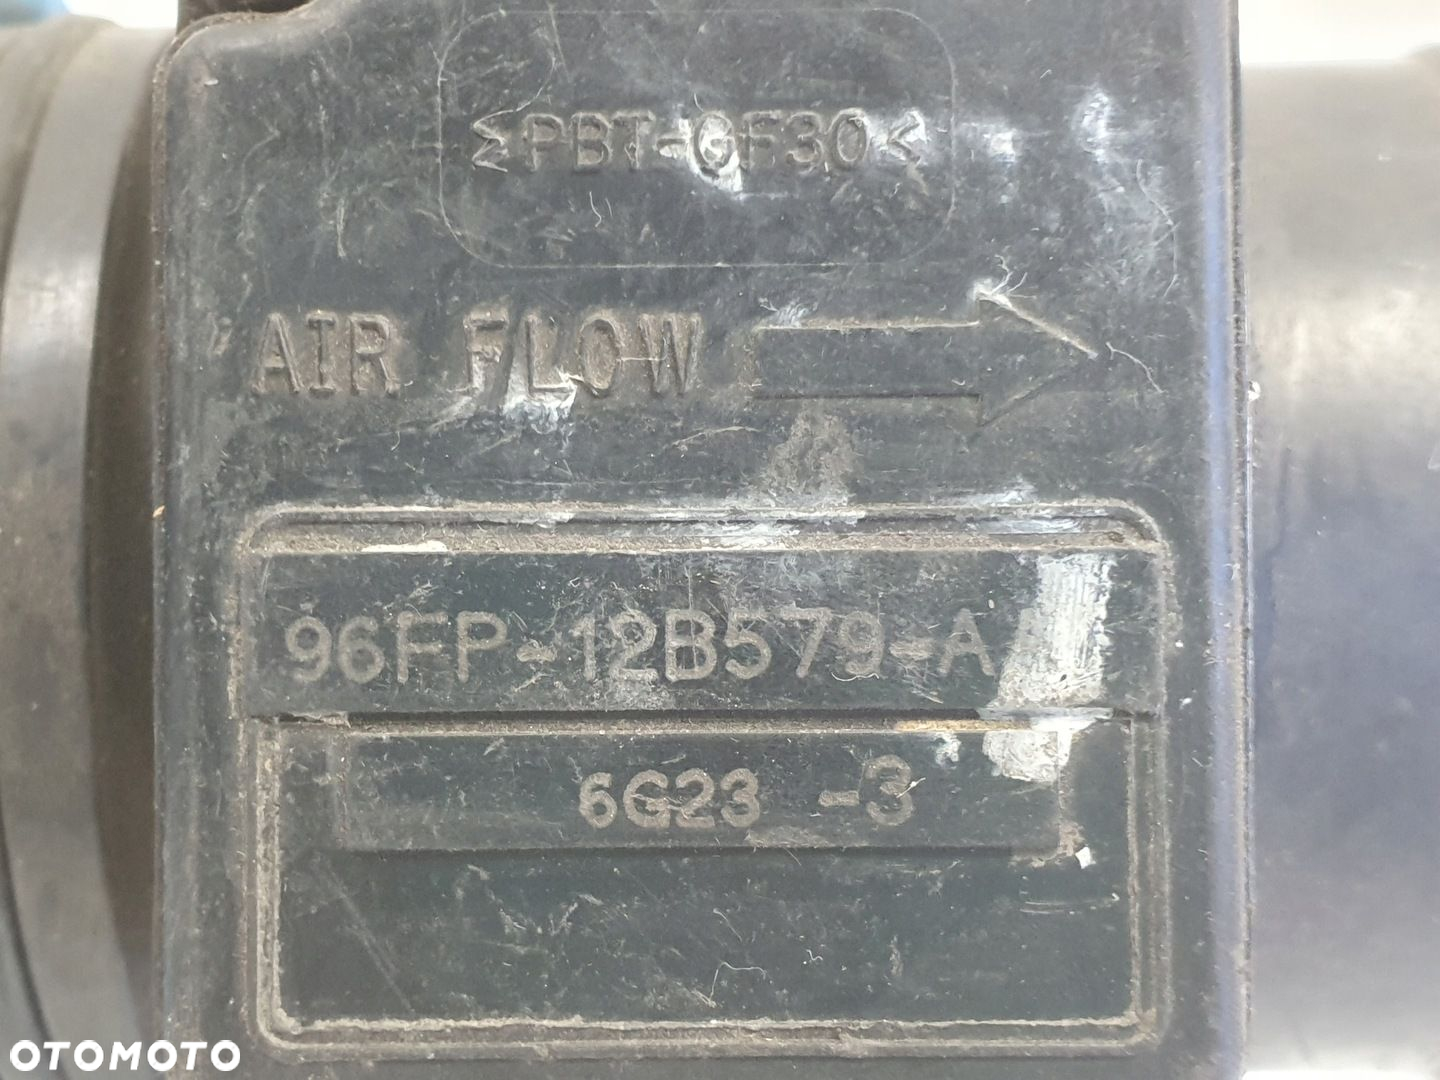 >PBT-GF30<
AIR FLOW
96FP-12B579-A
6G23 -3
OTOMOTO